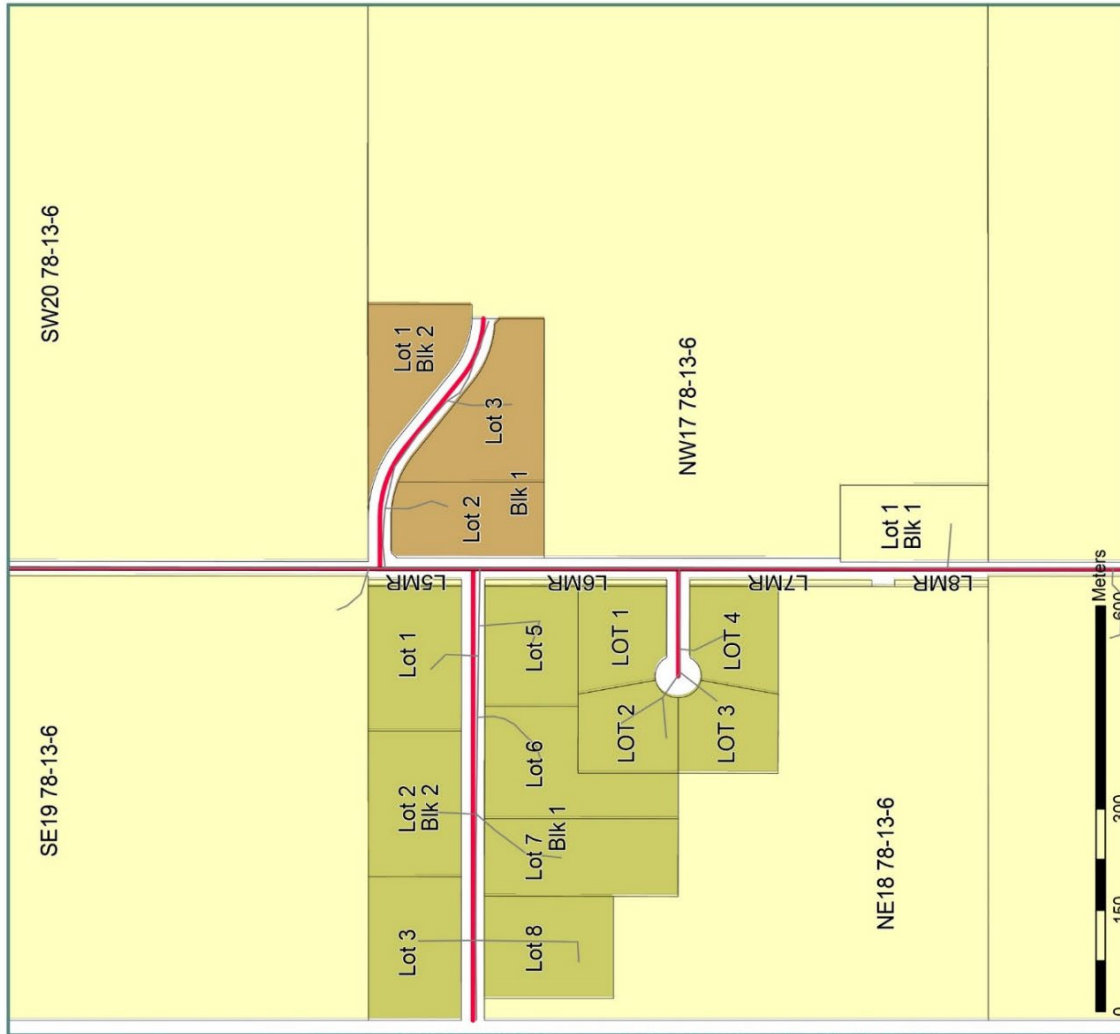 SE19 78-13-6
SW20 78-13-6
Lot 3
Lot 2
Blk 2
Lot 1
L5MR
Lot 1
Blk 2
Lot 2
Lot 3
Blk 1
Lot 8
Lot 7
Blk 1
Lot 6
Lot 5
L6MR
LOT 2
LOT 1
LOT 3
LOT 4
NW17 78-13-6
L7MR
NE18 78-13-6
Lot 1
Blk 1
L8MR
0 150 300 600
Meters